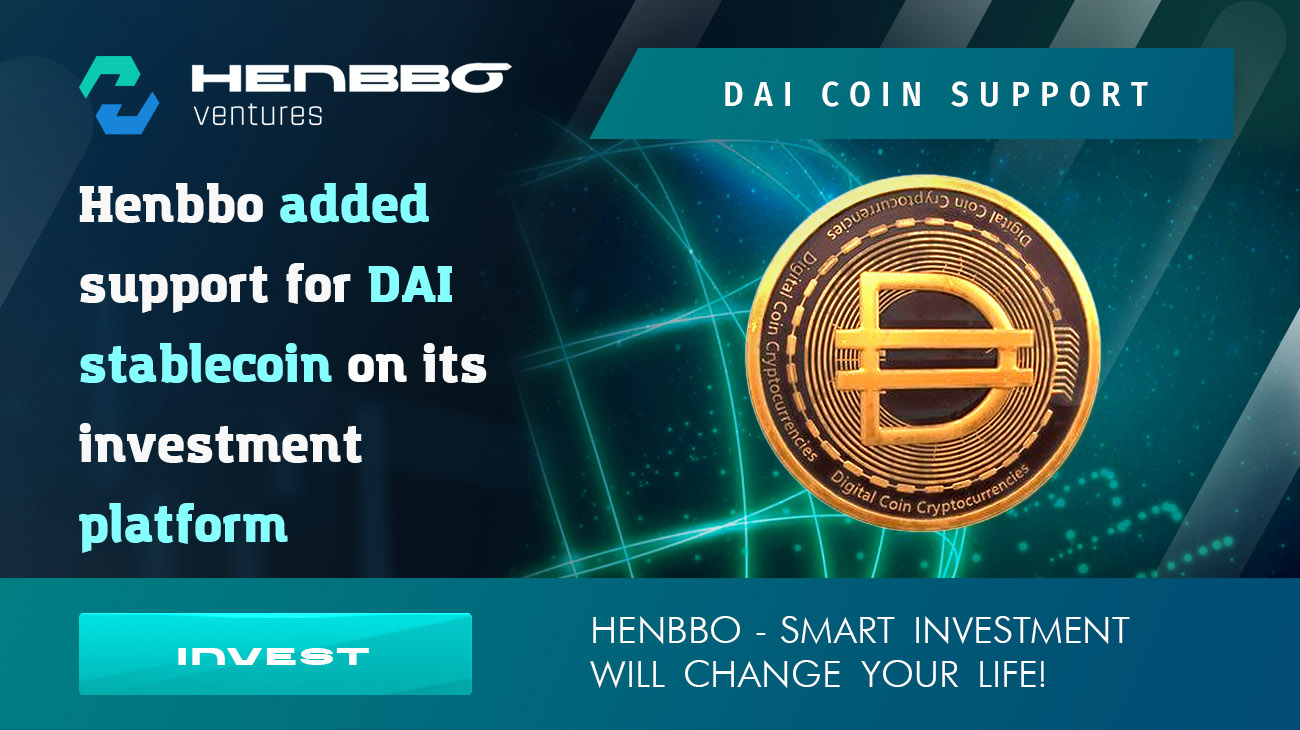 HENBBO
ventures
DAI COIN SUPPORT
Henbbo added
support for DAI
stablecoin on its
investment
platform
Digital Coin Cryptocurrencies
Digital Coin Cryptocurrencies
Digital Coin Cryptocurrencies
INVEST
HENBBO - SMART INVESTMENT
WILL CHANGE YOUR LIFE!